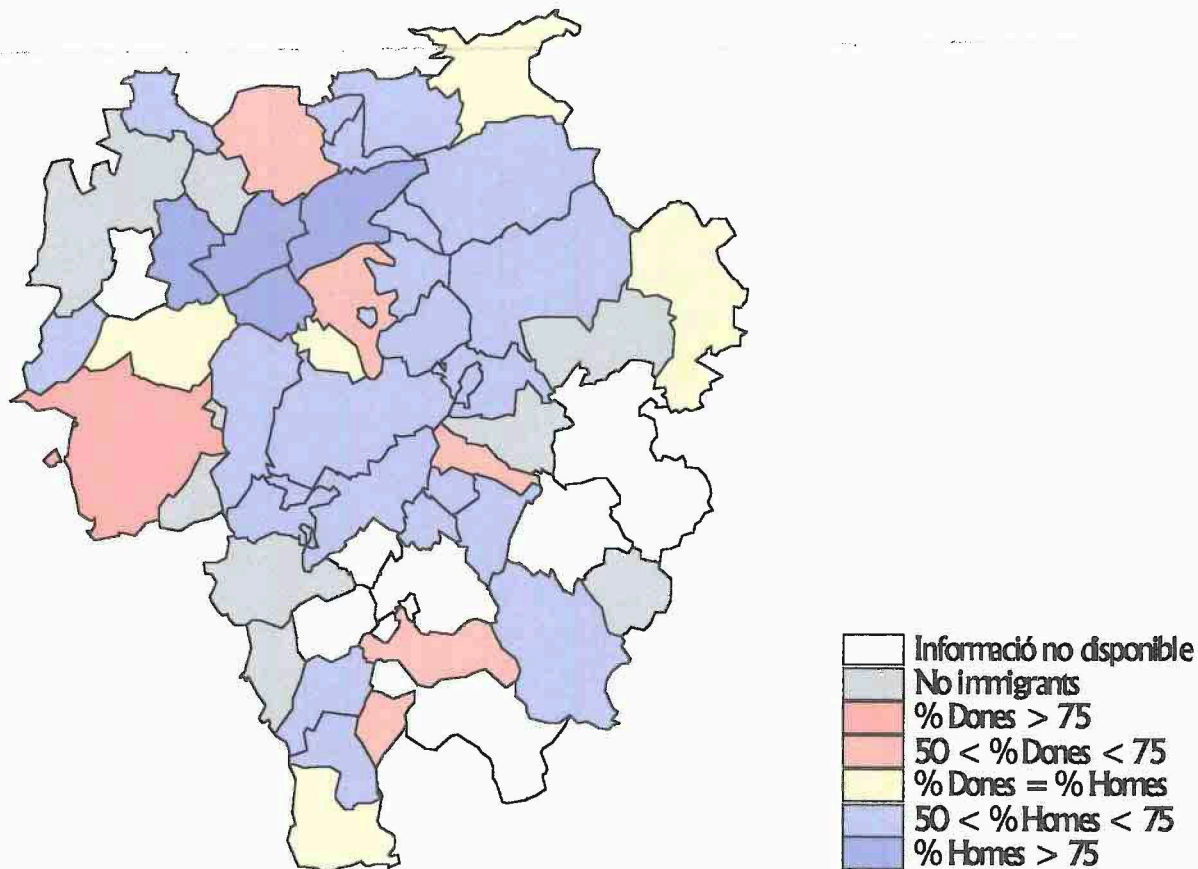 Informació no disponible
No immigrants
% Dones > 75
50 < % Dones < 75
% Dones = % Homes
50 < % Homes < 75
% Homes > 75